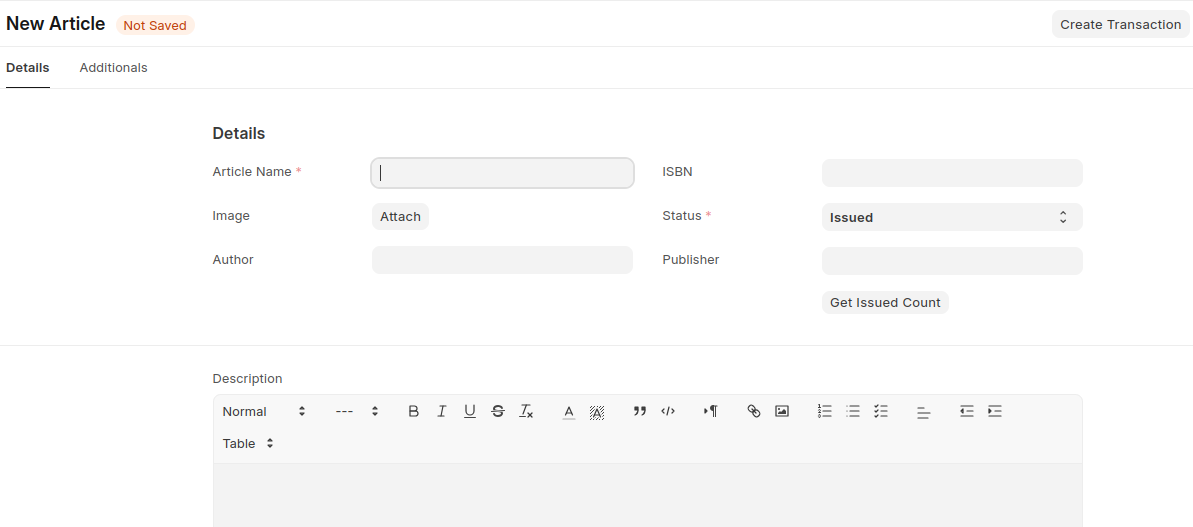 New Article Not Saved Create Transaction
Details Additionals
Details
Article Name * ISBN
Image Attach Status * Issued
Author Publisher
Get Issued Count
Description
Normal --- B I U S Tx A A
Table